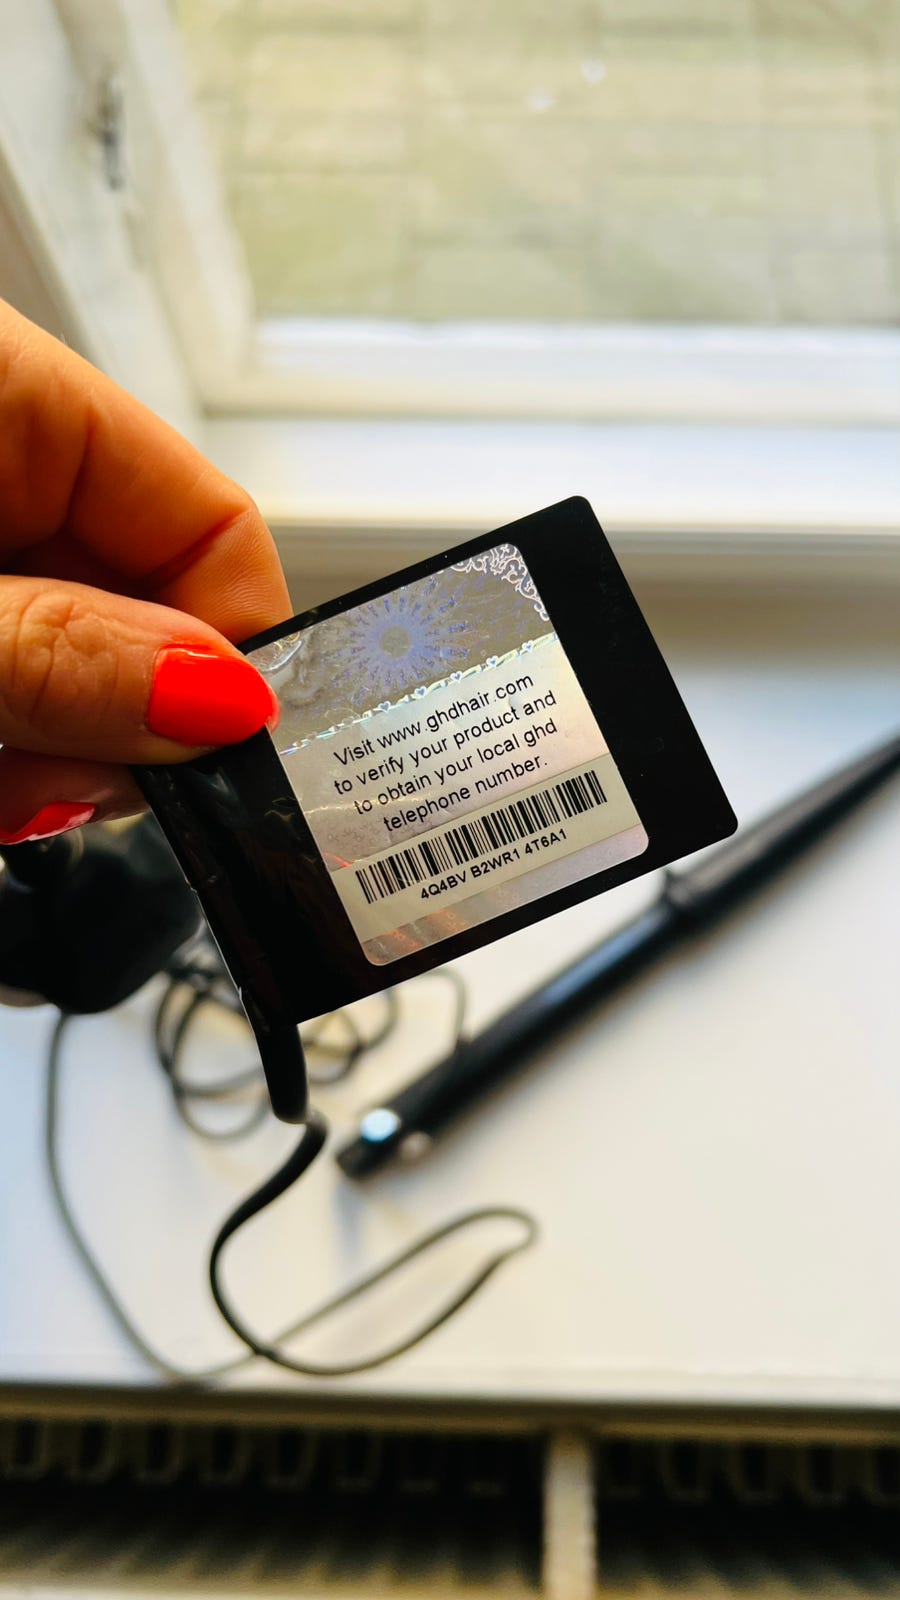 Visit www.ghdhair.com
to verify your product and
to obtain your local ghd
telephone number.
4Q4BV B2WR1 4T6A1